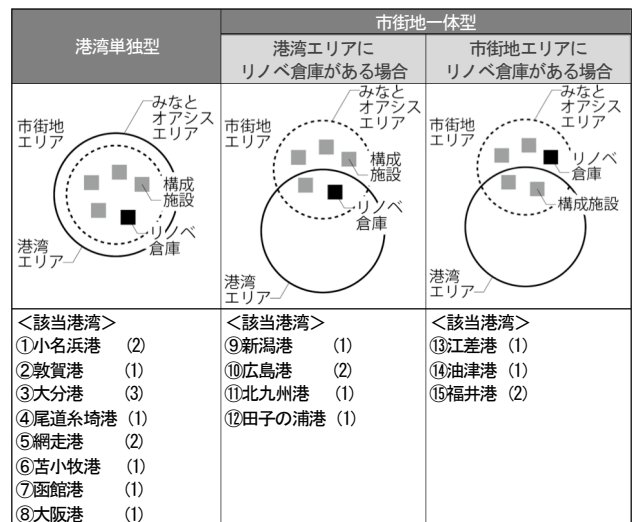 港湾単独型
市街地一体型
港湾エリアに
リノベ倉庫がある場合
市街地エリアに
リノベ倉庫がある場合
みなと
オアシス
エリア
市街地
エリア
構成
施設
リノベ
倉庫
港湾
エリア
みなと
オアシス
エリア
市街地
エリア
構成
施設
リノベ
倉庫
港湾
エリア
みなと
オアシス
エリア
市街地
エリア
リノベ
倉庫
構成施設
港湾
エリア
＜該当港湾＞
①小名浜港 (2)
②敦賀港 (1)
③大分港 (3)
④尾道糸埼港 (1)
⑤網走港 (2)
⑥苫小牧港 (1)
⑦函館港 (1)
⑧大阪港 (1)
＜該当港湾＞
⑨新潟港 (1)
⑩広島港 (2)
⑪北九州港 (1)
⑫田子の浦港 (1)
＜該当港湾＞
⑬江差港 (1)
⑭油津港 (1)
⑮福井港 (2)